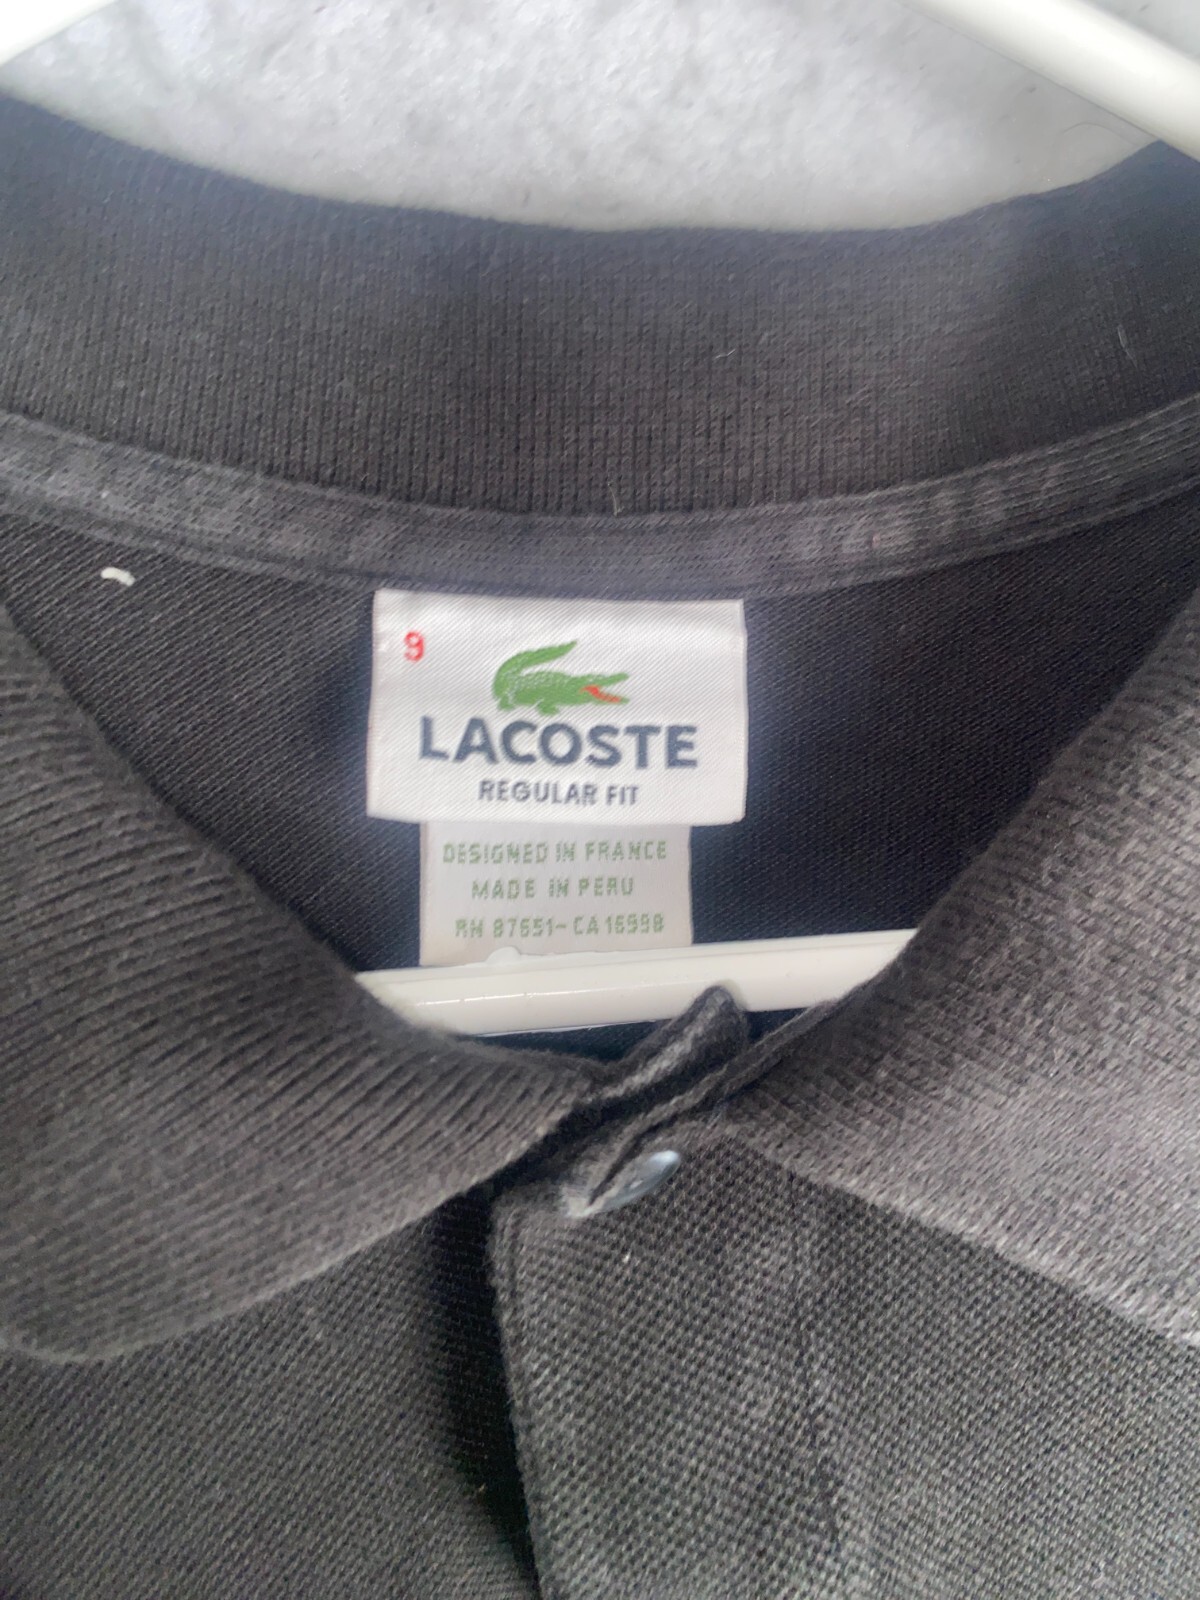 9
LACOSTE
REGULAR FIT
DESIGNED IN FRANCE
MADE IN PERU
RN 87651-CA 16998